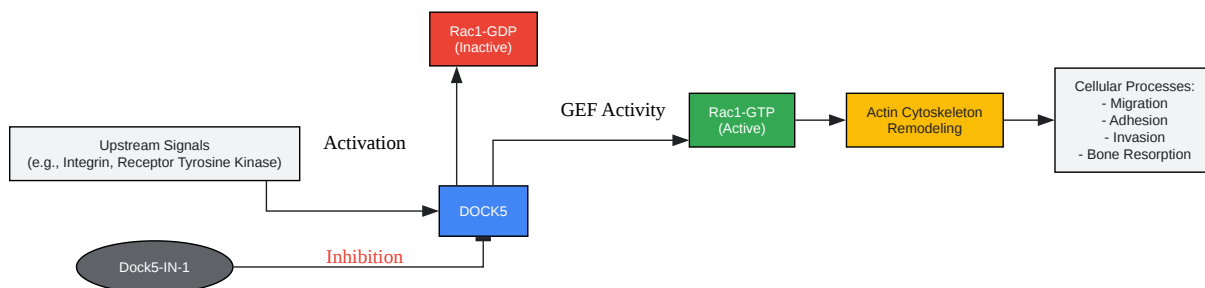 Rac1-GDP
(Inactive)
GEF Activity
Rac1-GTP
(Active)
Actin Cytoskeleton
Remodeling
Cellular Processes:
- Migration
- Adhesion
- Invasion
- Bone Resorption
Activation
Upstream Signals
(e.g., Integrin, Receptor Tyrosine Kinase)
DOCK5
Inhibition
Dock5-IN-1